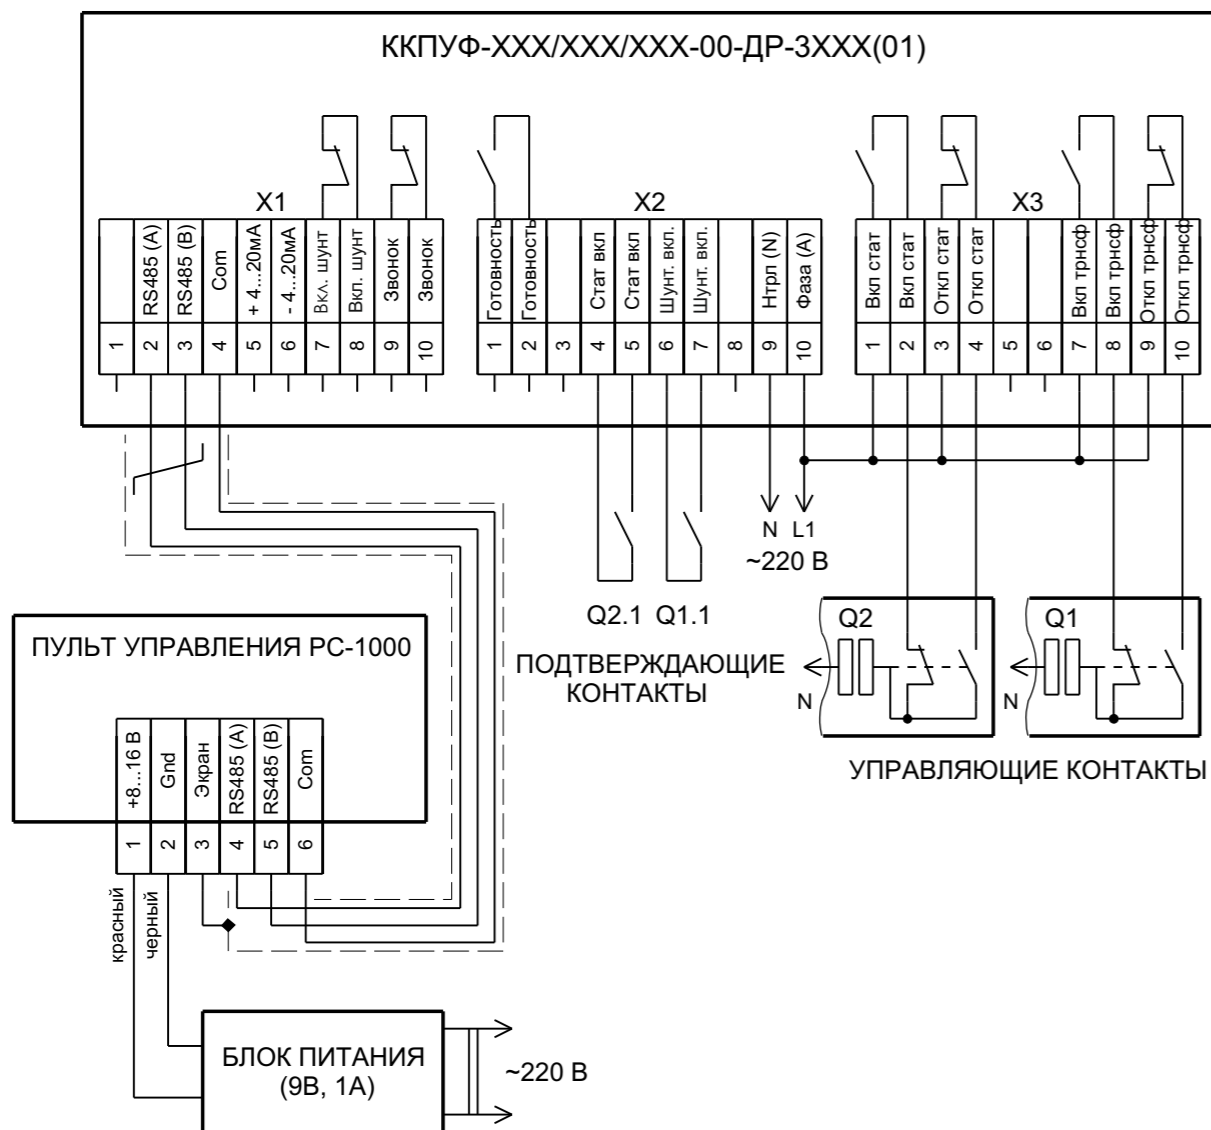 ККПУФ-XXX/XXX/XXX-00-ДР-3XXX(01)
X1
X2
X3
RS485 (A)
RS485 (B)
Com
+ 4...20мА
- 4...20мА
Вкл. шунт
Вкл. шунт
Звонок
Звонок
1
2
3
4
5
6
7
8
9
10
Готовность
Готовность
Стат вкл
Стат вкл
Шунт. вкл.
Шунт. вкл.
Нтрл (N)
Фаза (А)
1
2
3
4
5
6
7
8
9
10
Вкл стат
Вкл стат
Откл стат
Откл стат
Вкл трнсф
Вкл трнсф
Откл трнсф
Откл трнсф
1
2
3
4
5
6
7
8
9
10
N L1
~220 В
Q2.1 Q1.1
ПОДТВЕРЖДАЮЩИЕ
КОНТАКТЫ
Q2
N
Q1
N
УПРАВЛЯЮЩИЕ КОНТАКТЫ
ПУЛЬТ УПРАВЛЕНИЯ РС-1000
+8...16 В
Gnd
Экран
RS485 (A)
RS485 (B)
Com
1
2
3
4
5
6
красный
черный
БЛОК ПИТАНИЯ
(9В, 1А)
~220 В